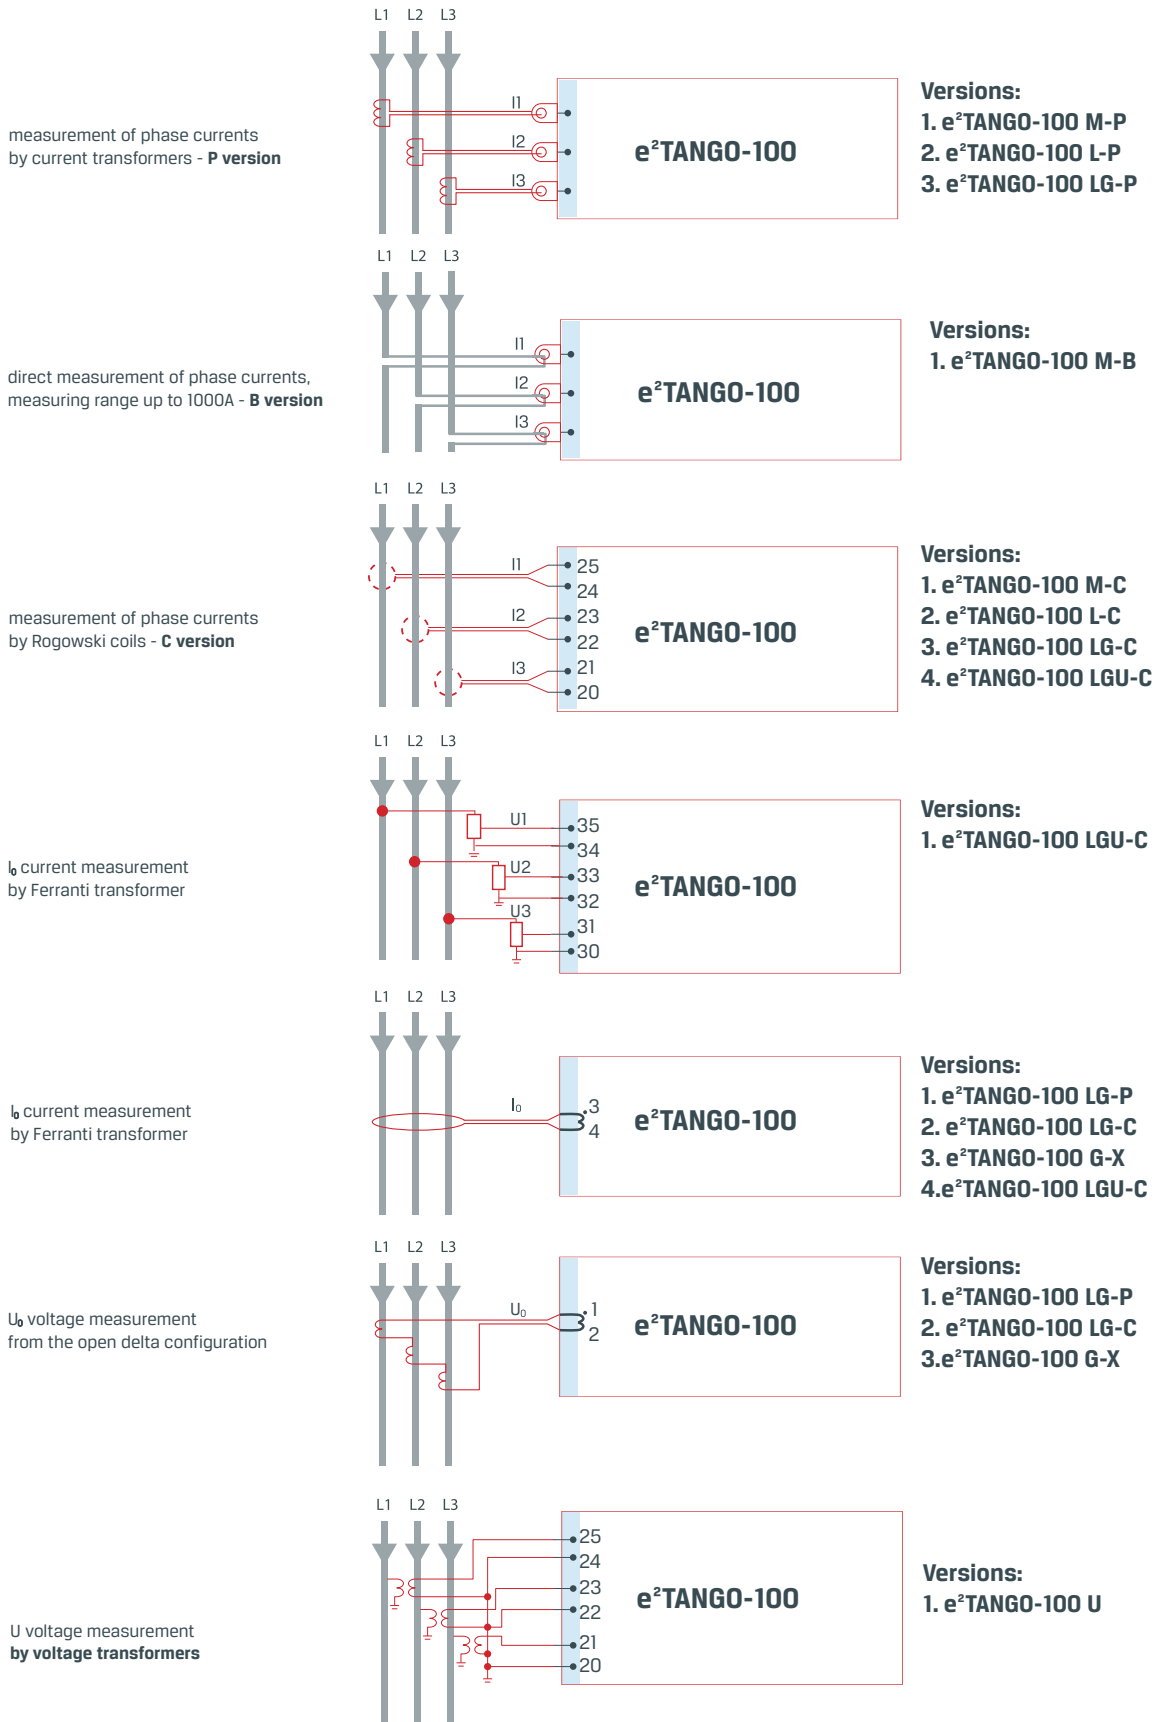 L1 L2 L3
measurement of phase currents
by current transformers - P version
I1
I2
I3
e²TANGO-100
Versions:
1. e²TANGO-100 M-P
2. e²TANGO-100 L-P
3. e²TANGO-100 LG-P
L1 L2 L3
direct measurement of phase currents,
measuring range up to 1000A - B version
I1
I2
I3
e²TANGO-100
Versions:
1. e²TANGO-100 M-B
L1 L2 L3
measurement of phase currents
by Rogowski coils - C version
I1
I2
I3
25
24
23
22
21
20
e²TANGO-100
Versions:
1. e²TANGO-100 M-C
2. e²TANGO-100 L-C
3. e²TANGO-100 LG-C
4. e²TANGO-100 LGU-C
L1 L2 L3
I₀ current measurement
by Ferranti transformer
U1
U2
U3
35
34
33
32
31
30
e²TANGO-100
Versions:
1. e²TANGO-100 LGU-C
L1 L2 L3
I₀ current measurement
by Ferranti transformer
I₀
3
4
e²TANGO-100
Versions:
1. e²TANGO-100 LG-P
2. e²TANGO-100 LG-C
3. e²TANGO-100 G-X
4.e²TANGO-100 LGU-C
L1 L2 L3
U₀ voltage measurement
from the open delta configuration
U₀
1
2
e²TANGO-100
Versions:
1. e²TANGO-100 LG-P
2. e²TANGO-100 LG-C
3.e²TANGO-100 G-X
L1 L2 L3
U voltage measurement
by voltage transformers
25
24
23
22
21
20
e²TANGO-100
Versions:
1. e²TANGO-100 U